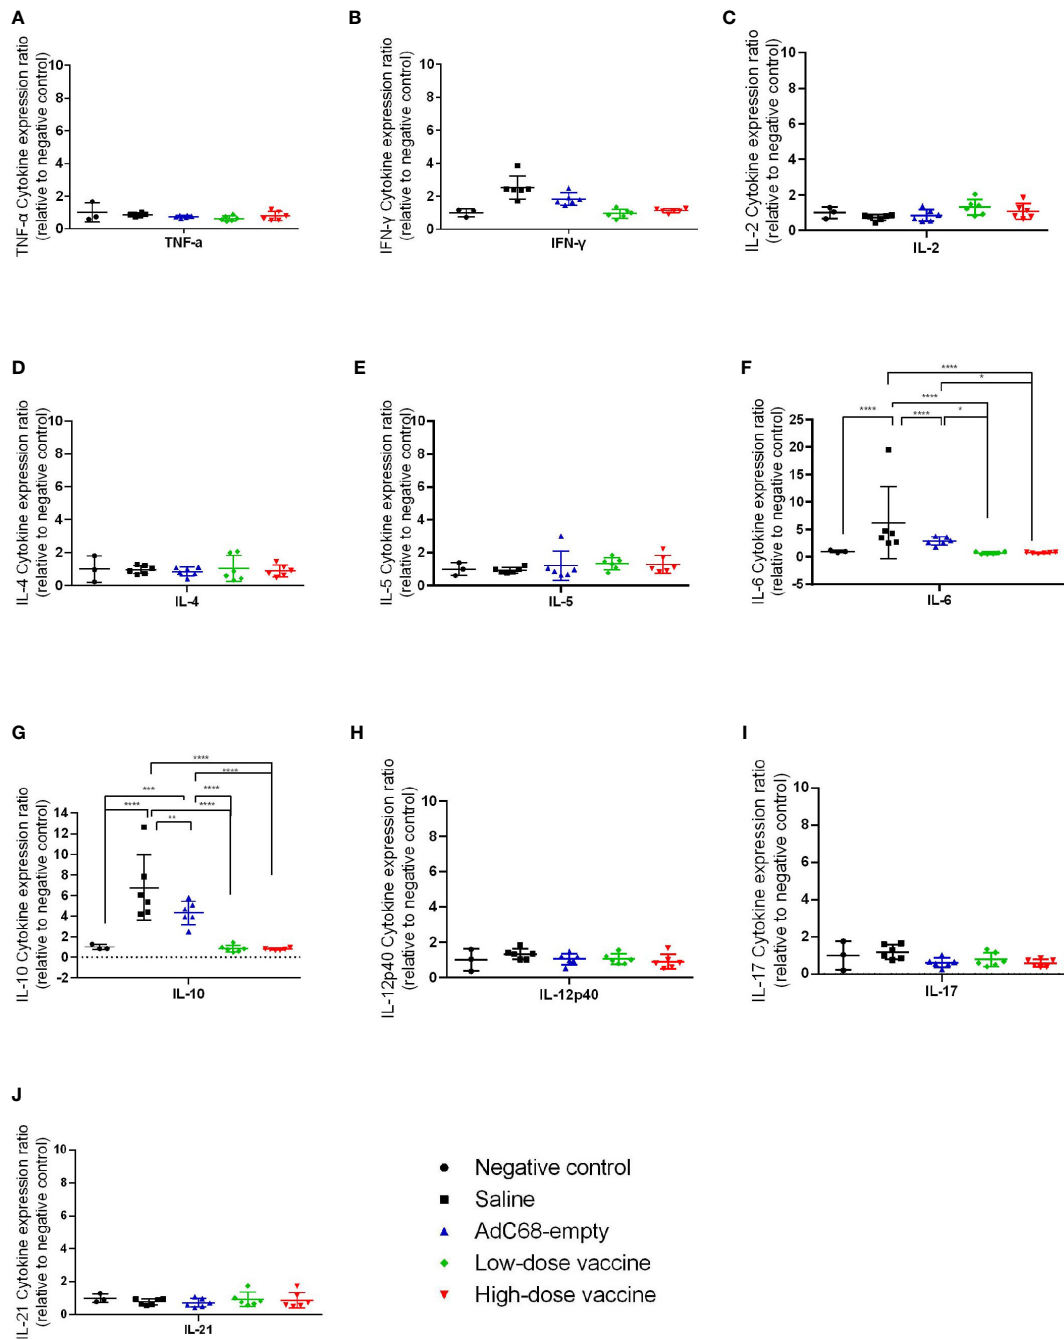 A
TNF-α Cytokine expression ratio
(relative to negative control)
10
8
6
4
2
0
TNF-a
B
IFN-γ Cytokine expression ratio
(relative to negative control)
10
8
6
4
2
0
IFN-γ
C
IL-2 Cytokine expression ratio
(relative to negative control)
10
8
6
4
2
0
IL-2
D
IL-4 Cytokine expression ratio
(relative to negative control)
10
8
6
4
2
0
IL-4
E
IL-5 Cytokine expression ratio
(relative to negative control)
10
8
6
4
2
0
IL-5
F
IL-6 Cytokine expression ratio
(relative to negative control)
25
20
15
10
5
0
-5
****
*
****
**** **** *
IL-6
G
IL-10 Cytokine expression ratio
(relative to negative control)
14
12
10
8
6
4
2
0
-2
****
****
*** ****
**** ****
**
IL-10
H
IL-12p40 Cytokine expression ratio
(relative to negative control)
10
8
6
4
2
0
IL-12p40
I
IL-17 Cytokine expression ratio
(relative to negative control)
10
8
6
4
2
0
IL-17
J
IL-21 Cytokine expression ratio
(relative to negative control)
10
8
6
4
2
0
IL-21
Negative control
Saline
AdC68-empty
Low-dose vaccine
High-dose vaccine